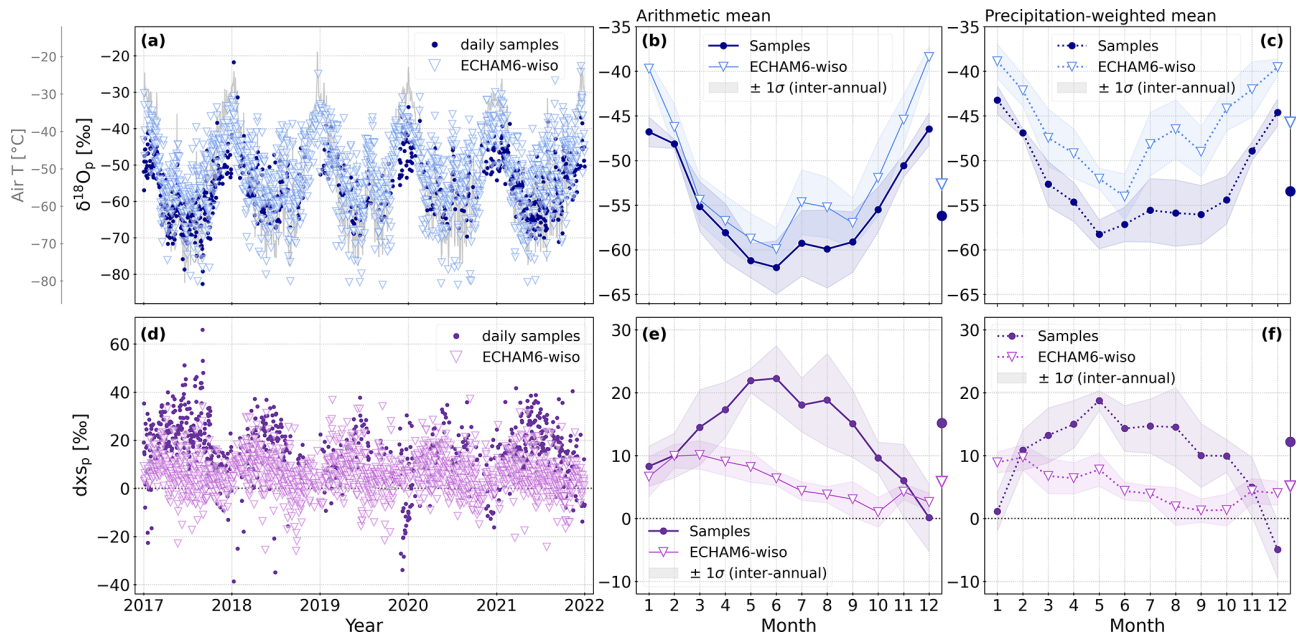 Arithmetic mean
Precipitation-weighted mean
(a)
daily samples
ECHAM6-wiso
−20
−30
−40
−50
−60
−70
−80
δ¹⁸Oₚ [‰]
−20
−30
−40
−50
−60
−70
−80
Air T [°C]
(b)
Samples
ECHAM6-wiso
± 1σ (inter-annual)
−35
−40
−45
−50
−55
−60
−65
(c)
Samples
ECHAM6-wiso
± 1σ (inter-annual)
−35
−40
−45
−50
−55
−60
−65
(d)
daily samples
ECHAM6-wiso
60
40
20
0
−20
−40
dxsₚ [‰]
2017 2018 2019 2020 2021 2022
Year
(e)
30
20
10
0
−10
Samples
ECHAM6-wiso
± 1σ (inter-annual)
1 2 3 4 5 6 7 8 9 10 11 12
Month
(f)
Samples
ECHAM6-wiso
± 1σ (inter-annual)
30
20
10
0
−10
1 2 3 4 5 6 7 8 9 10 11 12
Month